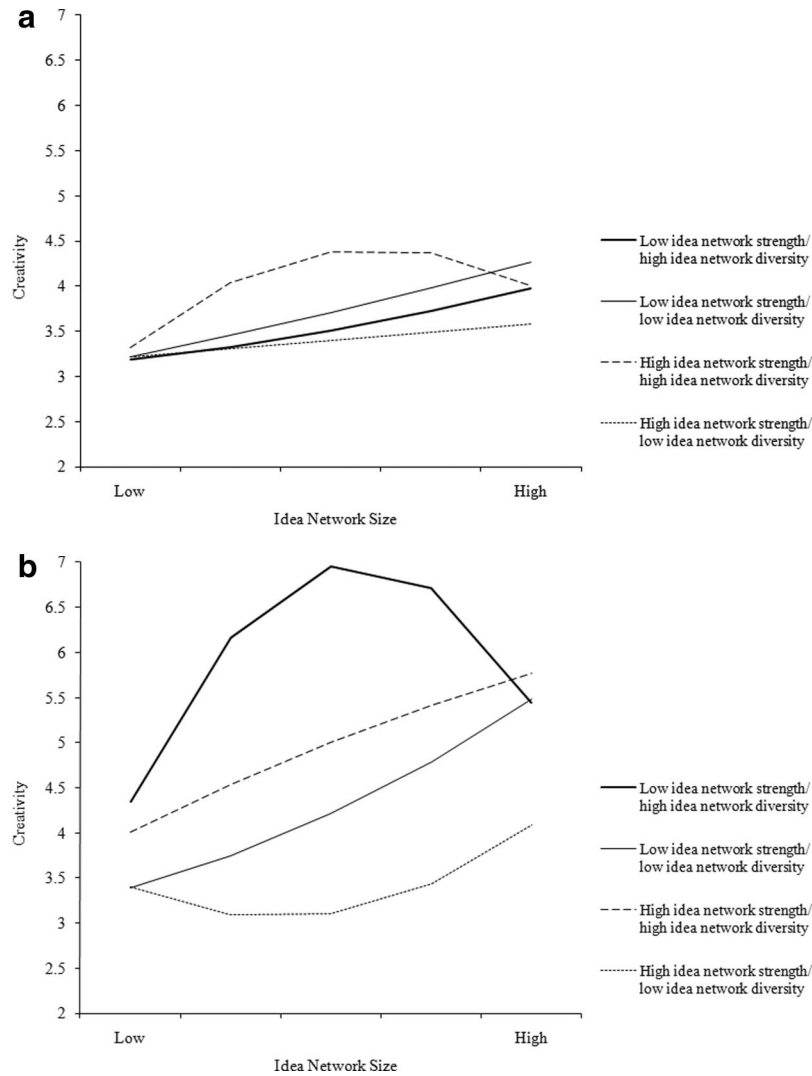 a
7
6.5
6
5.5
5
4.5
4
3.5
3
2.5
2
Creativity
Low
High
Idea Network Size
Low idea network strength/
high idea network diversity
Low idea network strength/
low idea network diversity
High idea network strength/
high idea network diversity
High idea network strength/
low idea network diversity
b
7
6.5
6
5.5
5
4.5
4
3.5
3
2.5
2
Creativity
Low
High
Idea Network Size
Low idea network strength/
high idea network diversity
Low idea network strength/
low idea network diversity
High idea network strength/
high idea network diversity
High idea network strength/
low idea network diversity